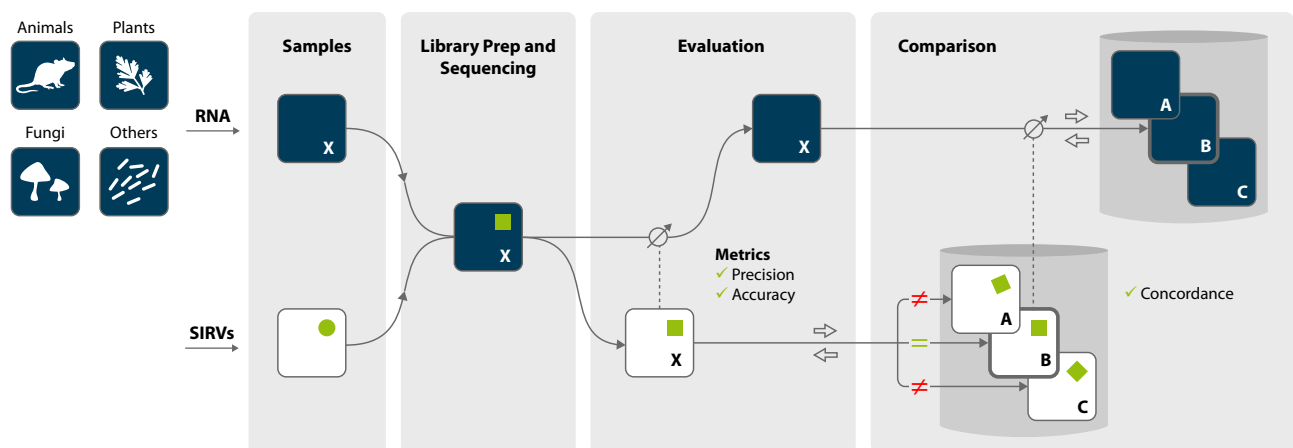 Animals
Plants
Fungi
Others
RNA
SIRVs
Samples
X
Library Prep and
Sequencing
X
Evaluation
X
Metrics
✓ Precision
✓ Accuracy
X
Comparison
A
B
C
≠
=
≠
A
B
C
✓ Concordance